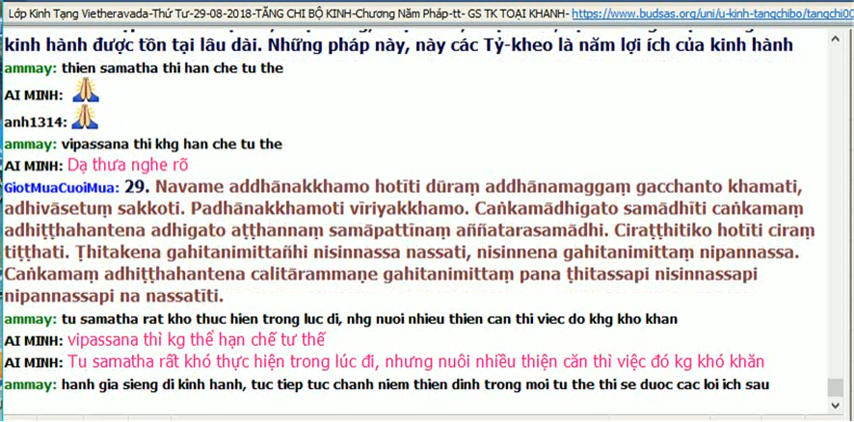 Lớp Kinh Tạng Vietheravada-Thứ Tư-29-08-2018-TĂNG CHI BỘ KINH-Chương Năm Pháp-tt- GS TK TOẠI KHANH- https://www.budsas.org/uni/u-kinh-tangchibo/tangchi0
kinh hành được tồn tại lâu dài. Những pháp này, này các Tỷ-kheo là năm lợi ích của kinh hành
ammay: thien samatha thi han che tu the
AI MINH:
anh1314:
ammay: vipassana thi khg han che tu the
AI MINH: Dạ thưa nghe rõ
GiotMuaCuoiMua: 29. Navame addhānakkhamo hotīti dūraṃ addhānamaggaṃ gacchanto khamati,
adhivāsetuṃ sakkoti. Padhānakkhamoti vīriyakkhamo. Caṅkamādhigato samādhīti caṅkamaṃ
adhiṭṭhahantena adhigato aṭṭhannaṃ samāpattīnaṃ aññatarasamādhi. Ciraṭṭhitiko hotīti ciraṃ
tiṭṭhati. Ṭhitakena gahitanimittañhi nisinnassa nassati, nisinnena gahitanimittaṃ nipannassa.
Caṅkamaṃ adhiṭṭhahantena calitārammaṇe gahitanimittaṃ pana ṭhitassapi nisinnassapi
nipannassapi na nassatīti.
ammay: tu samatha rat kho thuc hien trong luc di, nhg nuoi nhieu thien can thi viec do khg kho khan
AI MINH: vipassana thì kg thể hạn chế tư thế
AI MINH: Tu samatha rất khó thực hiện trong lúc đi, nhưng nuôi nhiều thiện căn thì việc đó kg khó khăn
ammay: hanh gia sieng di kinh hanh, tuc tiep tuc chanh niem thien dinh trong moi tu the thi se duoc cac loi ich sau